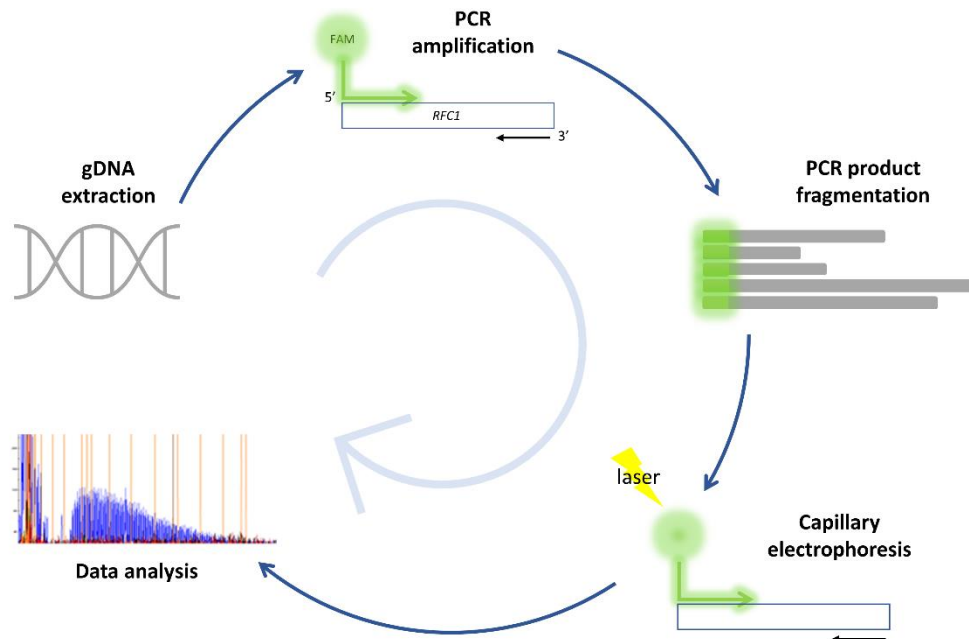 PCR
amplification
FAM
5′
RFC1
3′
gDNA
extraction
PCR product
fragmentation
laser
Capillary
electrophoresis
Data analysis